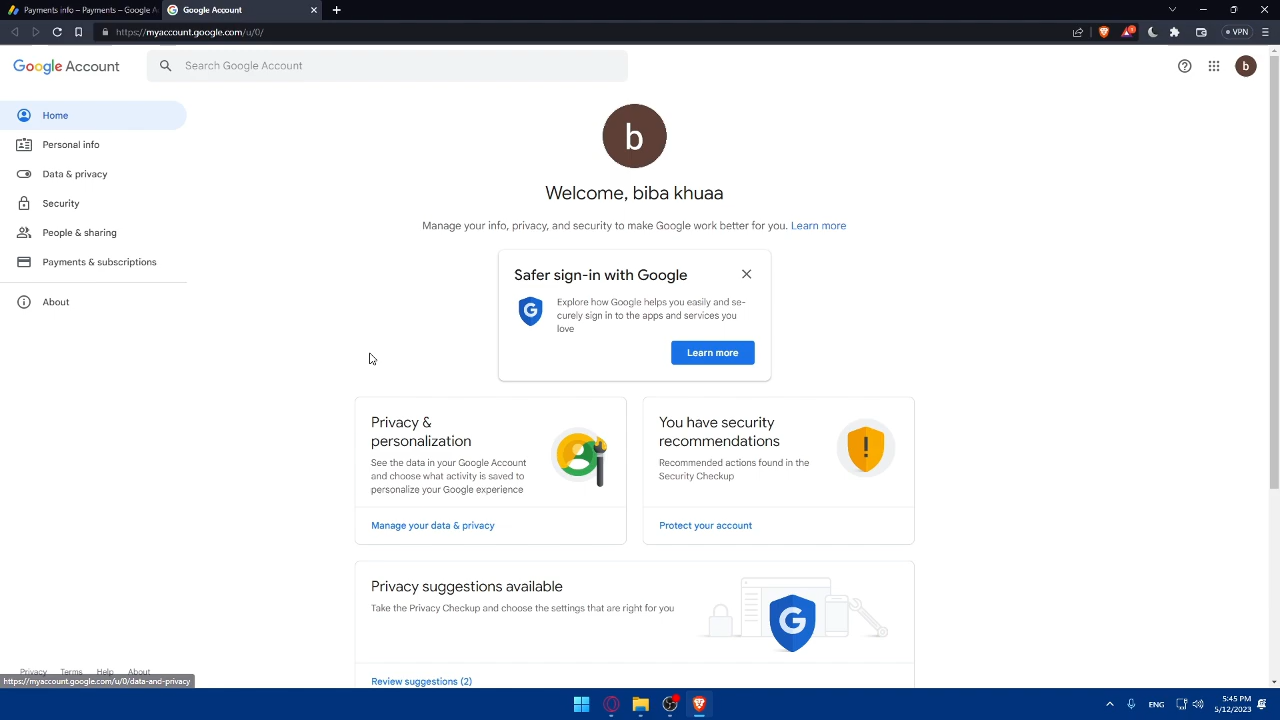 Payments info – Payments – Google A
Google Account
https://myaccount.google.com/u/0/
VPN
Google Account
Search Google Account
b
Home
Personal info
Data & privacy
Security
People & sharing
Payments & subscriptions
About
b
Welcome, biba khuaa
Manage your info, privacy, and security to make Google work better for you. Learn more
Safer sign-in with Google
G
Explore how Google helps you easily and se-
curely sign in to the apps and services you
love
Learn more
Privacy &
personalization
See the data in your Google Account
and choose what activity is saved to
personalize your Google experience
Manage your data & privacy
You have security
recommendations
Recommended actions found in the
Security Checkup
Protect your account
Privacy suggestions available
Take the Privacy Checkup and choose the settings that are right for you
G
Review suggestions (2)
Privacy Terms Help About
https://myaccount.google.com/u/0/data-and-privacy
ENG
5:45 PM
5/12/2023